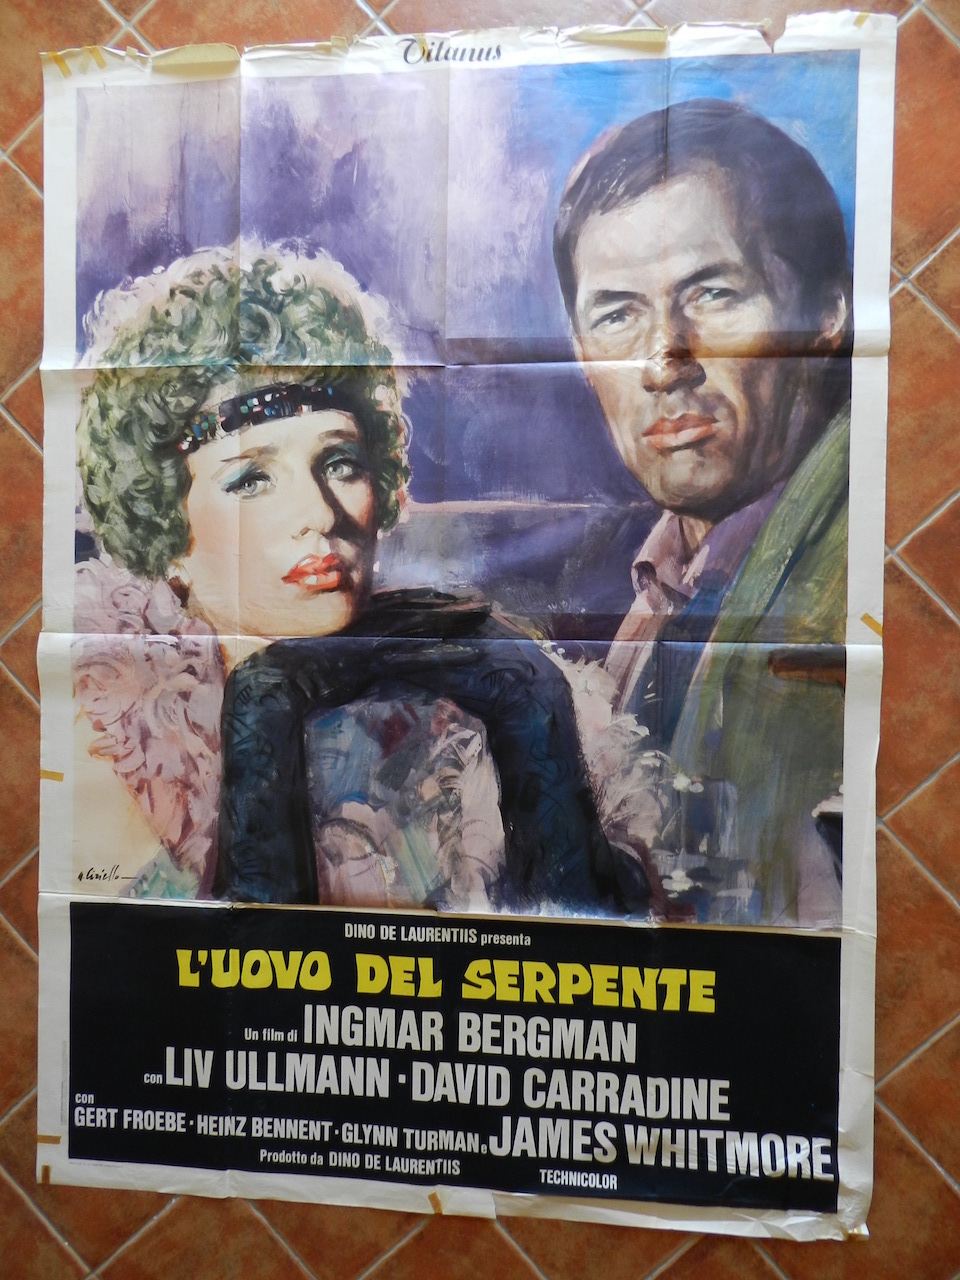 Titanus
a Ciriello
DINO DE LAURENTIIS presenta
L'UOVO DEL SERPENTE
Un film di INGMAR BERGMAN
con LIV ULLMANN · DAVID CARRADINE
con
GERT FROEBE · HEINZ BENNENT · GLYNN TURMAN e JAMES WHITMORE
Prodotto da DINO DE LAURENTIIS
TECHNICOLOR